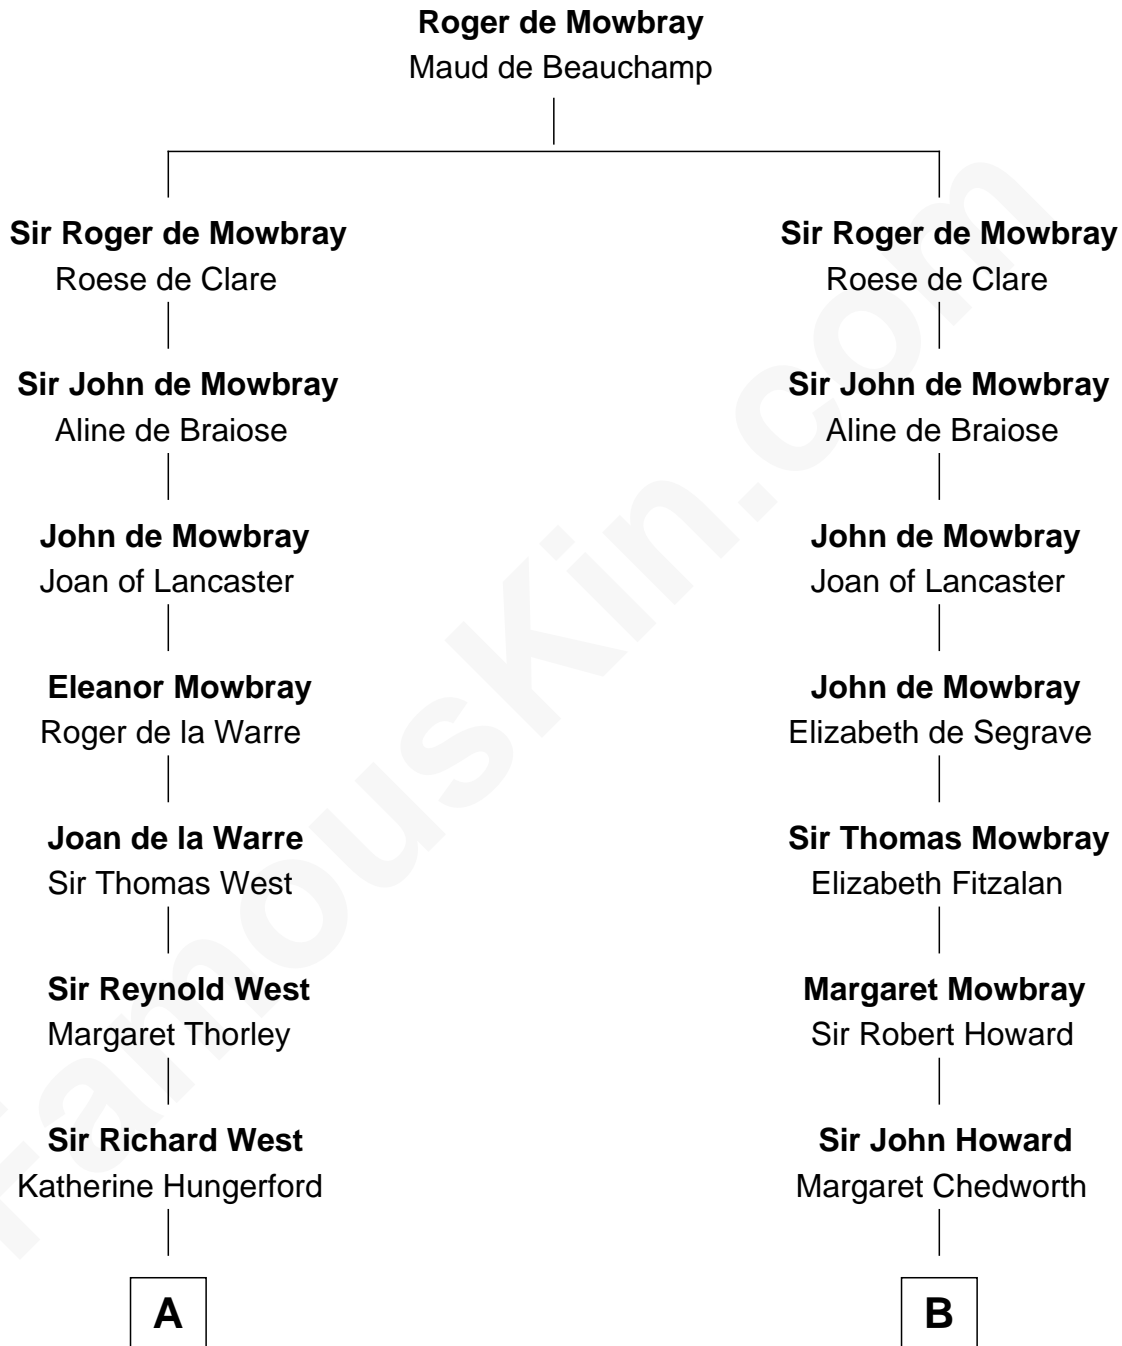 Roger de Mowbray
Maud de Beauchamp
Sir Roger de Mowbray
Roese de Clare
Sir John de Mowbray
Aline de Braiose
John de Mowbray
Joan of Lancaster
Eleanor Mowbray
Roger de la Warre
Joan de la Warre
Sir Thomas West
Sir Reynold West
Margaret Thorley
Sir Richard West
Katherine Hungerford
A
Sir Roger de Mowbray
Roese de Clare
Sir John de Mowbray
Aline de Braiose
John de Mowbray
Joan of Lancaster
John de Mowbray
Elizabeth de Segrave
Sir Thomas Mowbray
Elizabeth Fitzalan
Margaret Mowbray
Sir Robert Howard
Sir John Howard
Margaret Chedworth
B
FamousKin.com